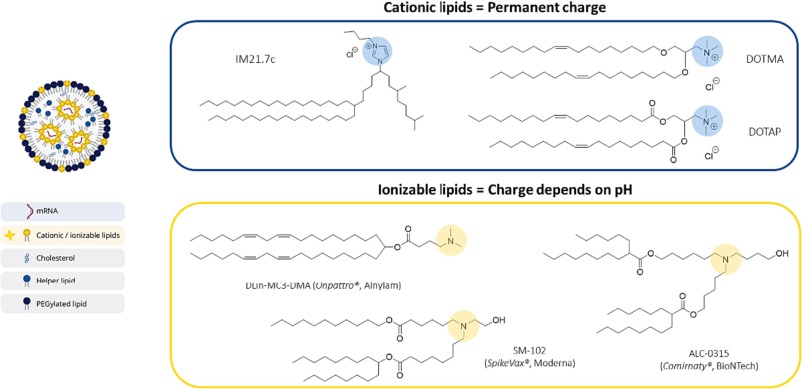 Cationic lipids = Permanent charge
IM21.7c
Cl⊖
N
⊕
N
O
O
N
⊕
Cl⊖
DOTMA
O
O
N
⊕
O
O
Cl⊖
DOTAP
mRNA
Cationic / ionizable lipids
Cholesterol
Helper lipid
PEGylated lipid
Ionizable lipids = Charge depends on pH
O
O
N
DLin-MC3-DMA (Onpattro®, Alnylam)
O
O
N
OH
O
O
SM-102
(SpikeVax®, Moderna)
O
O
N
OH
O
O
ALC-0315
(Comirnaty®, BioNTech)